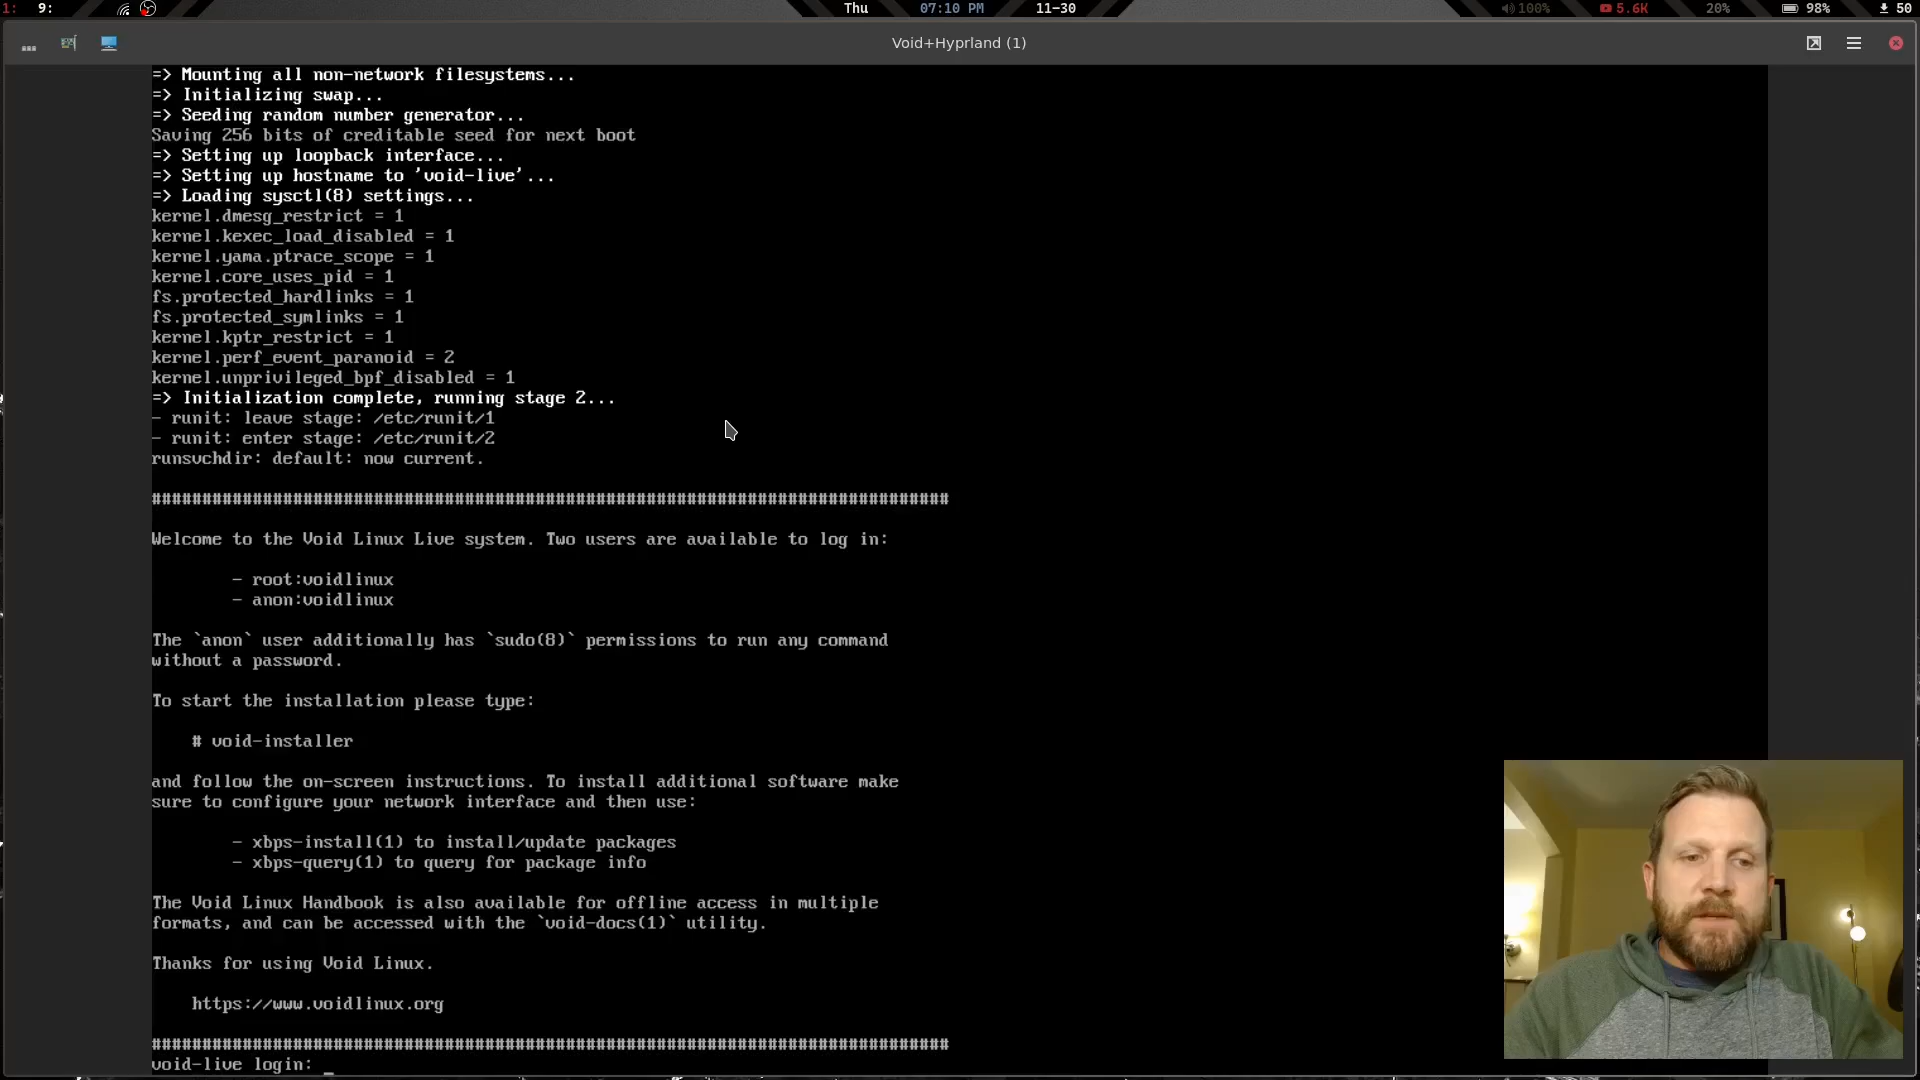 1: 9: Thu 07:10 PM 11-30 100% 5.6K 20% 98% 50
Void+Hyprland (1)
=> Mounting all non-network filesystems...
=> Initializing swap...
=> Seeding random number generator...
Saving 256 bits of creditable seed for next boot
=> Setting up loopback interface...
=> Setting up hostname to 'void-live'...
=> Loading sysctl(8) settings...
kernel.dmesg_restrict = 1
kernel.kexec_load_disabled = 1
kernel.yama.ptrace_scope = 1
kernel.core_uses_pid = 1
fs.protected_hardlinks = 1
fs.protected_symlinks = 1
kernel.kptr_restrict = 1
kernel.perf_event_paranoid = 2
kernel.unprivileged_bpf_disabled = 1
=> Initialization complete, running stage 2...
- runit: leave stage: /etc/runit/1
- runit: enter stage: /etc/runit/2
runsvchdir: default: now current.
###############################################################################
Welcome to the Void Linux Live system. Two users are available to log in:
- root:voidlinux
- anon:voidlinux
The `anon` user additionally has `sudo(8)` permissions to run any command
without a password.
To start the installation please type:
# void-installer
and follow the on-screen instructions. To install additional software make
sure to configure your network interface and then use:
- xbps-install(1) to install/update packages
- xbps-query(1) to query for package info
The Void Linux Handbook is also available for offline access in multiple
formats, and can be accessed with the `void-docs(1)` utility.
Thanks for using Void Linux.
https://www.voidlinux.org
###############################################################################
void-live login: _